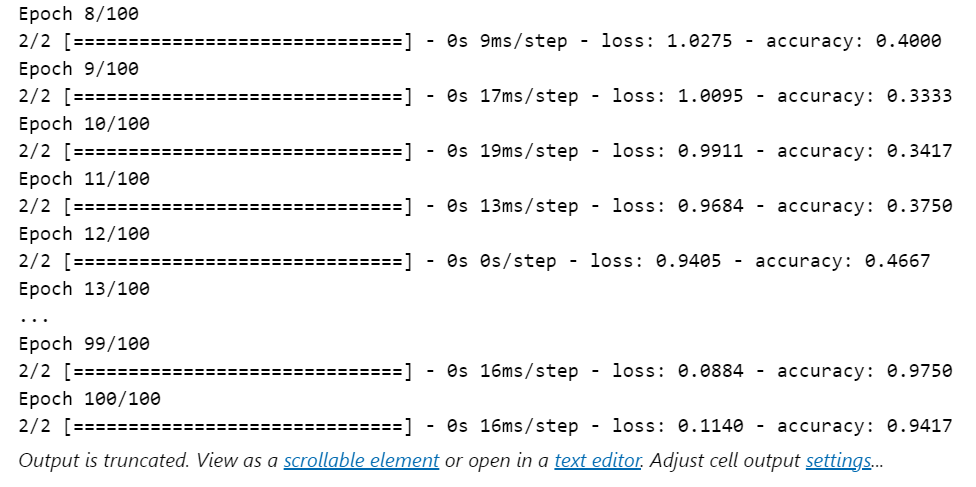 Epoch 8/100
2/2 [==============================] - 0s 9ms/step - loss: 1.0275 - accuracy: 0.4000
Epoch 9/100
2/2 [==============================] - 0s 17ms/step - loss: 1.0095 - accuracy: 0.3333
Epoch 10/100
2/2 [==============================] - 0s 19ms/step - loss: 0.9911 - accuracy: 0.3417
Epoch 11/100
2/2 [==============================] - 0s 13ms/step - loss: 0.9684 - accuracy: 0.3750
Epoch 12/100
2/2 [==============================] - 0s 0s/step - loss: 0.9405 - accuracy: 0.4667
Epoch 13/100
...
Epoch 99/100
2/2 [==============================] - 0s 16ms/step - loss: 0.0884 - accuracy: 0.9750
Epoch 100/100
2/2 [==============================] - 0s 16ms/step - loss: 0.1140 - accuracy: 0.9417
Output is truncated. View as a scrollable element or open in a text editor. Adjust cell output settings...